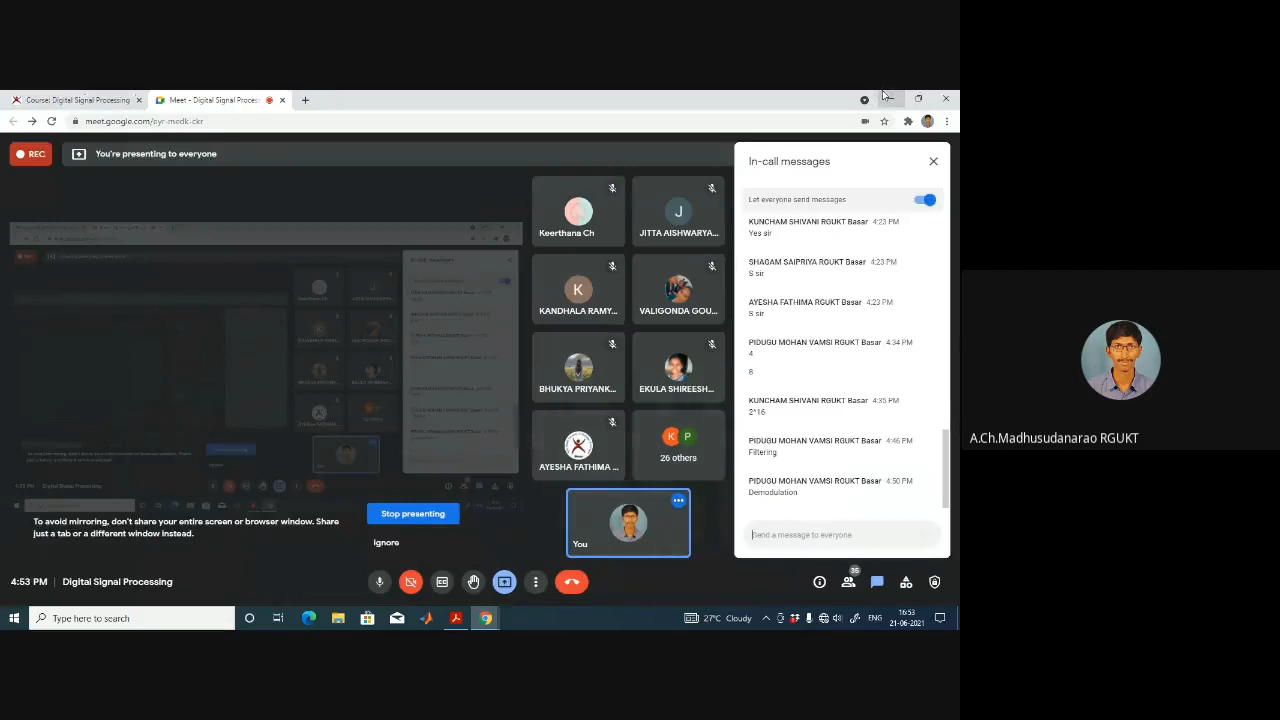 Course: Digital Signal Processing
Meet - Digital Signal Proces
meet.google.com/eyr-medk-ckr
REC
You're presenting to everyone
In-call messages
Let everyone send messages
KUNCHAM SHIVANI RGUKT Basar 4:23 PM
Yes sir
SHAGAM SAIPRIYA RGUKT Basar 4:23 PM
S sir
AYESHA FATHIMA RGUKT Basar 4:23 PM
S sir
PIDUGU MOHAN VAMSI RGUKT Basar 4:34 PM
4
8
KUNCHAM SHIVANI RGUKT Basar 4:35 PM
2^16
PIDUGU MOHAN VAMSI RGUKT Basar 4:46 PM
Filtering
PIDUGU MOHAN VAMSI RGUKT Basar 4:50 PM
Demodulation
Send a message to everyone
Keerthana Ch
J
JITTA AISHWARYA...
K
KANDHALA RAMY...
VALIGONDA GOU...
BHUKYA PRIYANK...
EKULA SHIREESH...
AYESHA FATHIMA ...
K P
26 others
You
To avoid mirroring, don't share your entire screen or browser window. Share
just a tab or a different window instead.
Stop presenting
Ignore
A.Ch.Madhusudanarao RGUKT
4:53 PM | Digital Signal Processing
35
Type here to search
27°C Cloudy
ENG
16:53
21-06-2021